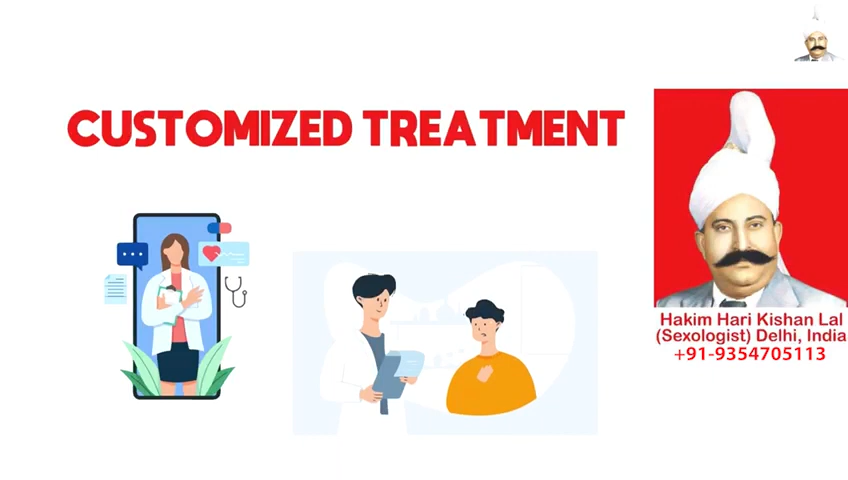 CUSTOMIZED TREATMENT
Hakim Hari Kishan Lal
(Sexologist) Delhi, India
+91-9354705113